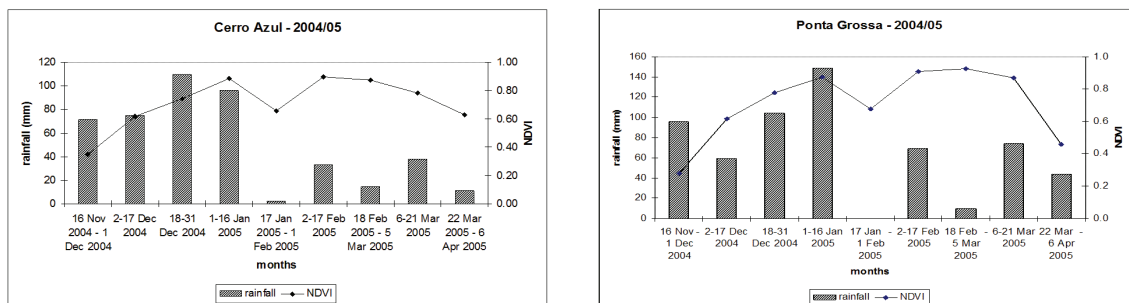 Cerro Azul - 2004/05
rainfall (mm)
120
100
80
60
40
20
0
1.00
0.80
0.60
0.40
0.20
0.00
NDVI
16 Nov 2-17 Dec 18-31 1-16 Jan 17 Jan 2-17 Feb 18 Feb 6-21 Mar 22 Mar
2004 - 1 2004 Dec 2004 2005 2005 - 1 2005 2005 - 5 2005 2005 - 6
Dec 2004 Feb 2005 Mar 2005 Apr 2005
months
rainfall NDVI
Ponta Grossa - 2004/05
rainfall (mm)
160
140
120
100
80
60
40
20
0
1.0
0.8
0.6
0.4
0.2
0.0
NDVI
16 Nov - 2-17 Dec 18-31 1-16 Jan 17 Jan - 2-17 Feb 18 Feb - 6-21 Mar 22 Mar -
1 Dec 2004 Dec 2004 2005 1 Feb 2005 5 Mar 2005 6 Apr
2004 2005 2005 2005
months
rainfall NDVI